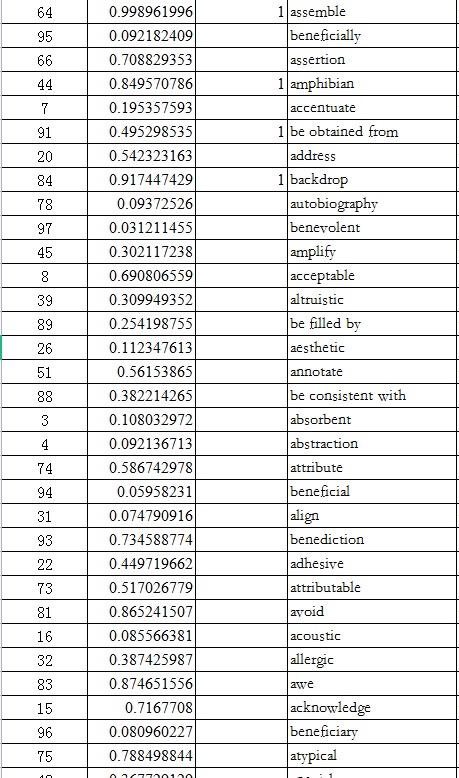 64 0.998961996 1 assemble
95 0.092182409 beneficially
66 0.708829353 assertion
44 0.849570786 1 amphibian
7 0.195357593 accentuate
91 0.495298535 1 be obtained from
20 0.542323163 address
84 0.917447429 1 backdrop
78 0.09372526 autobiography
97 0.031211455 benevolent
45 0.302117238 amplify
8 0.690806559 acceptable
39 0.309949352 altruistic
89 0.254198755 be filled by
26 0.112347613 aesthetic
51 0.56153865 annotate
88 0.382214265 be consistent with
3 0.108032972 absorbent
4 0.092136713 abstraction
74 0.586742978 attribute
94 0.05958231 beneficial
31 0.074790916 align
93 0.734588774 benediction
22 0.449719662 adhesive
73 0.517026779 attributable
81 0.865241507 avoid
16 0.085566381 acoustic
32 0.387425987 allergic
83 0.874651556 awe
15 0.7167708 acknowledge
96 0.080960227 beneficiary
75 0.788498844 atypical